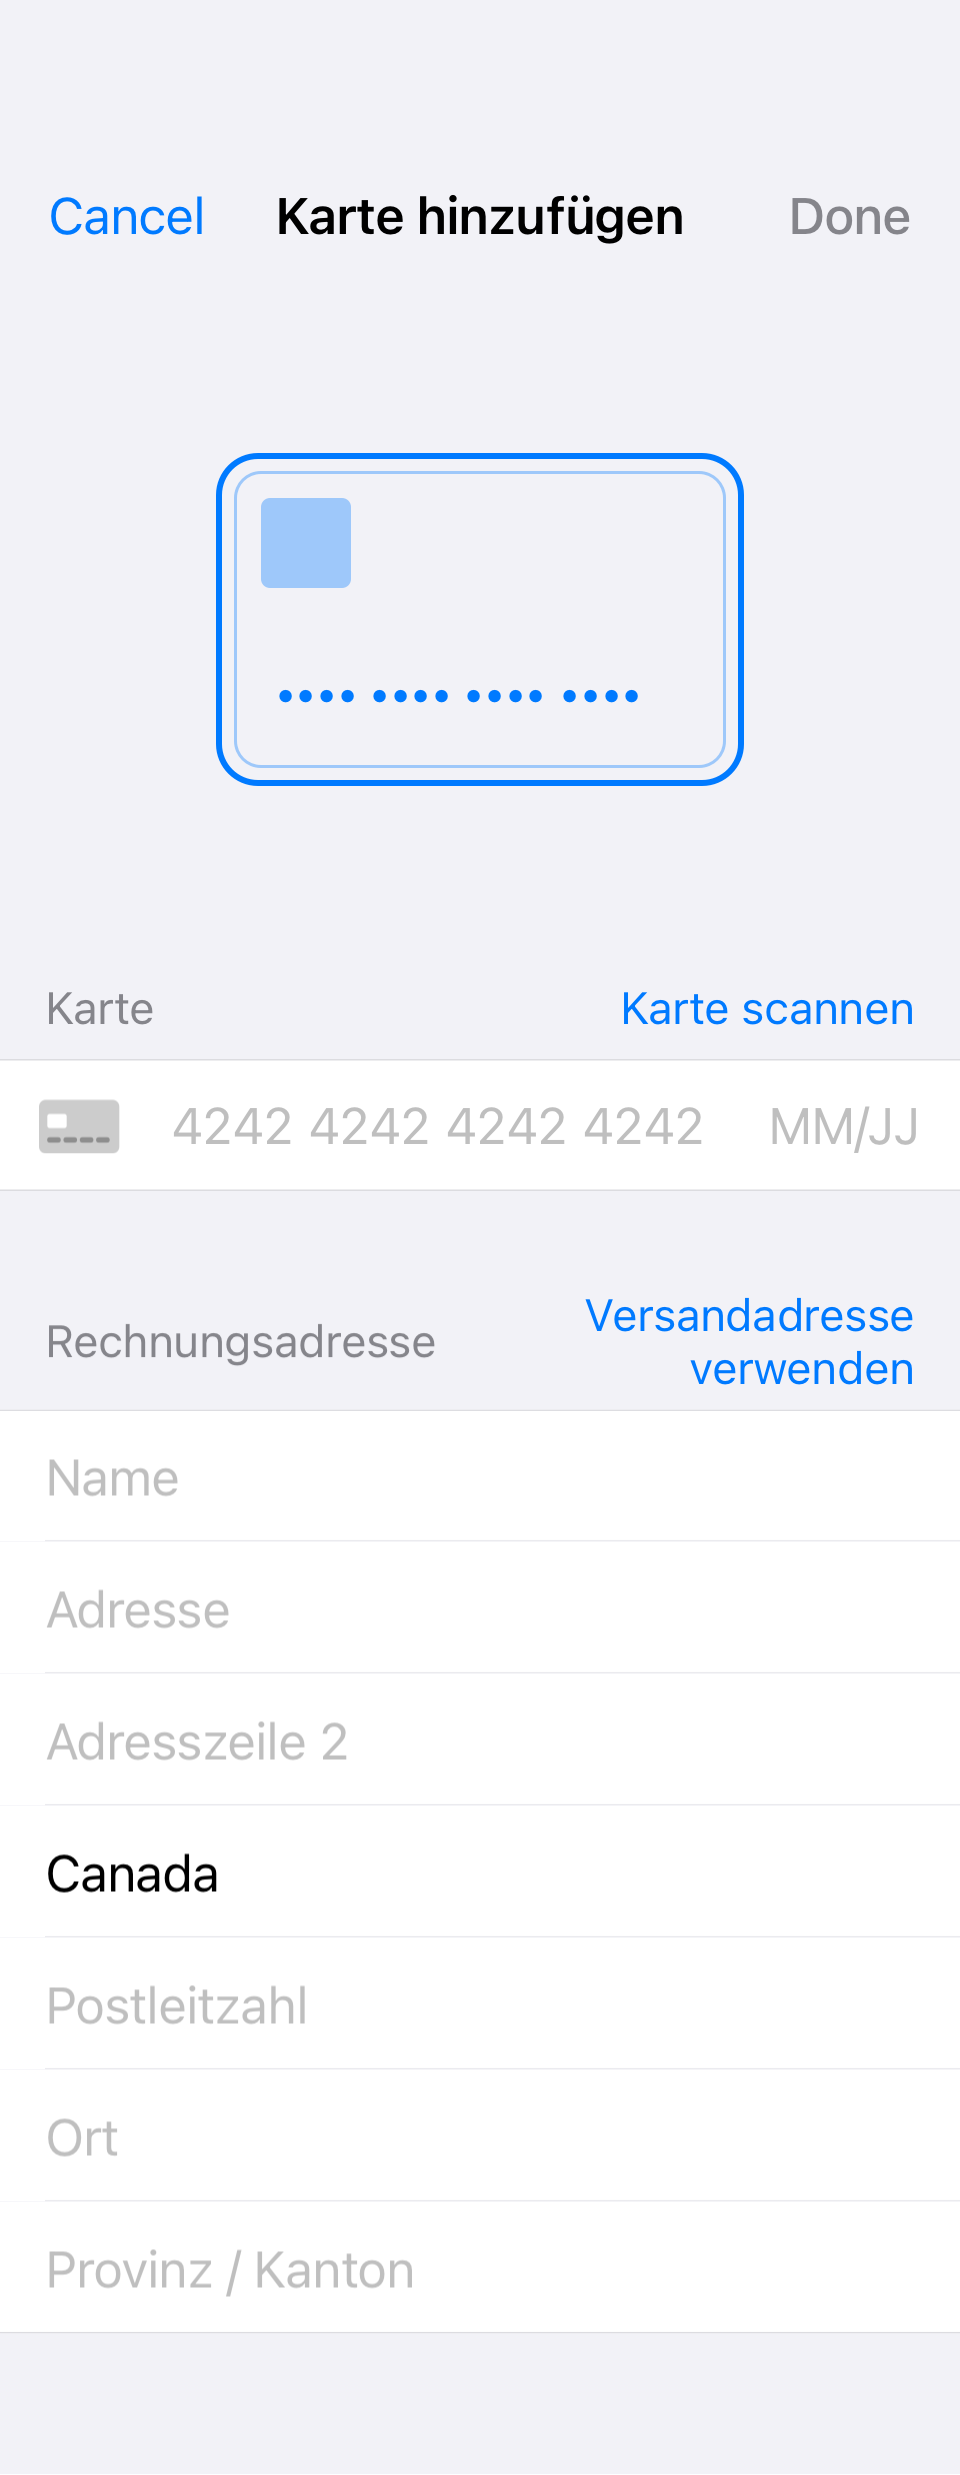 Cancel Karte hinzufügen Done
Karte Karte scannen
4242 4242 4242 4242 MM/JJ
Rechnungsadresse Versandadresse verwenden
Name
Adresse
Adresszeile 2
Canada
Postleitzahl
Ort
Provinz / Kanton